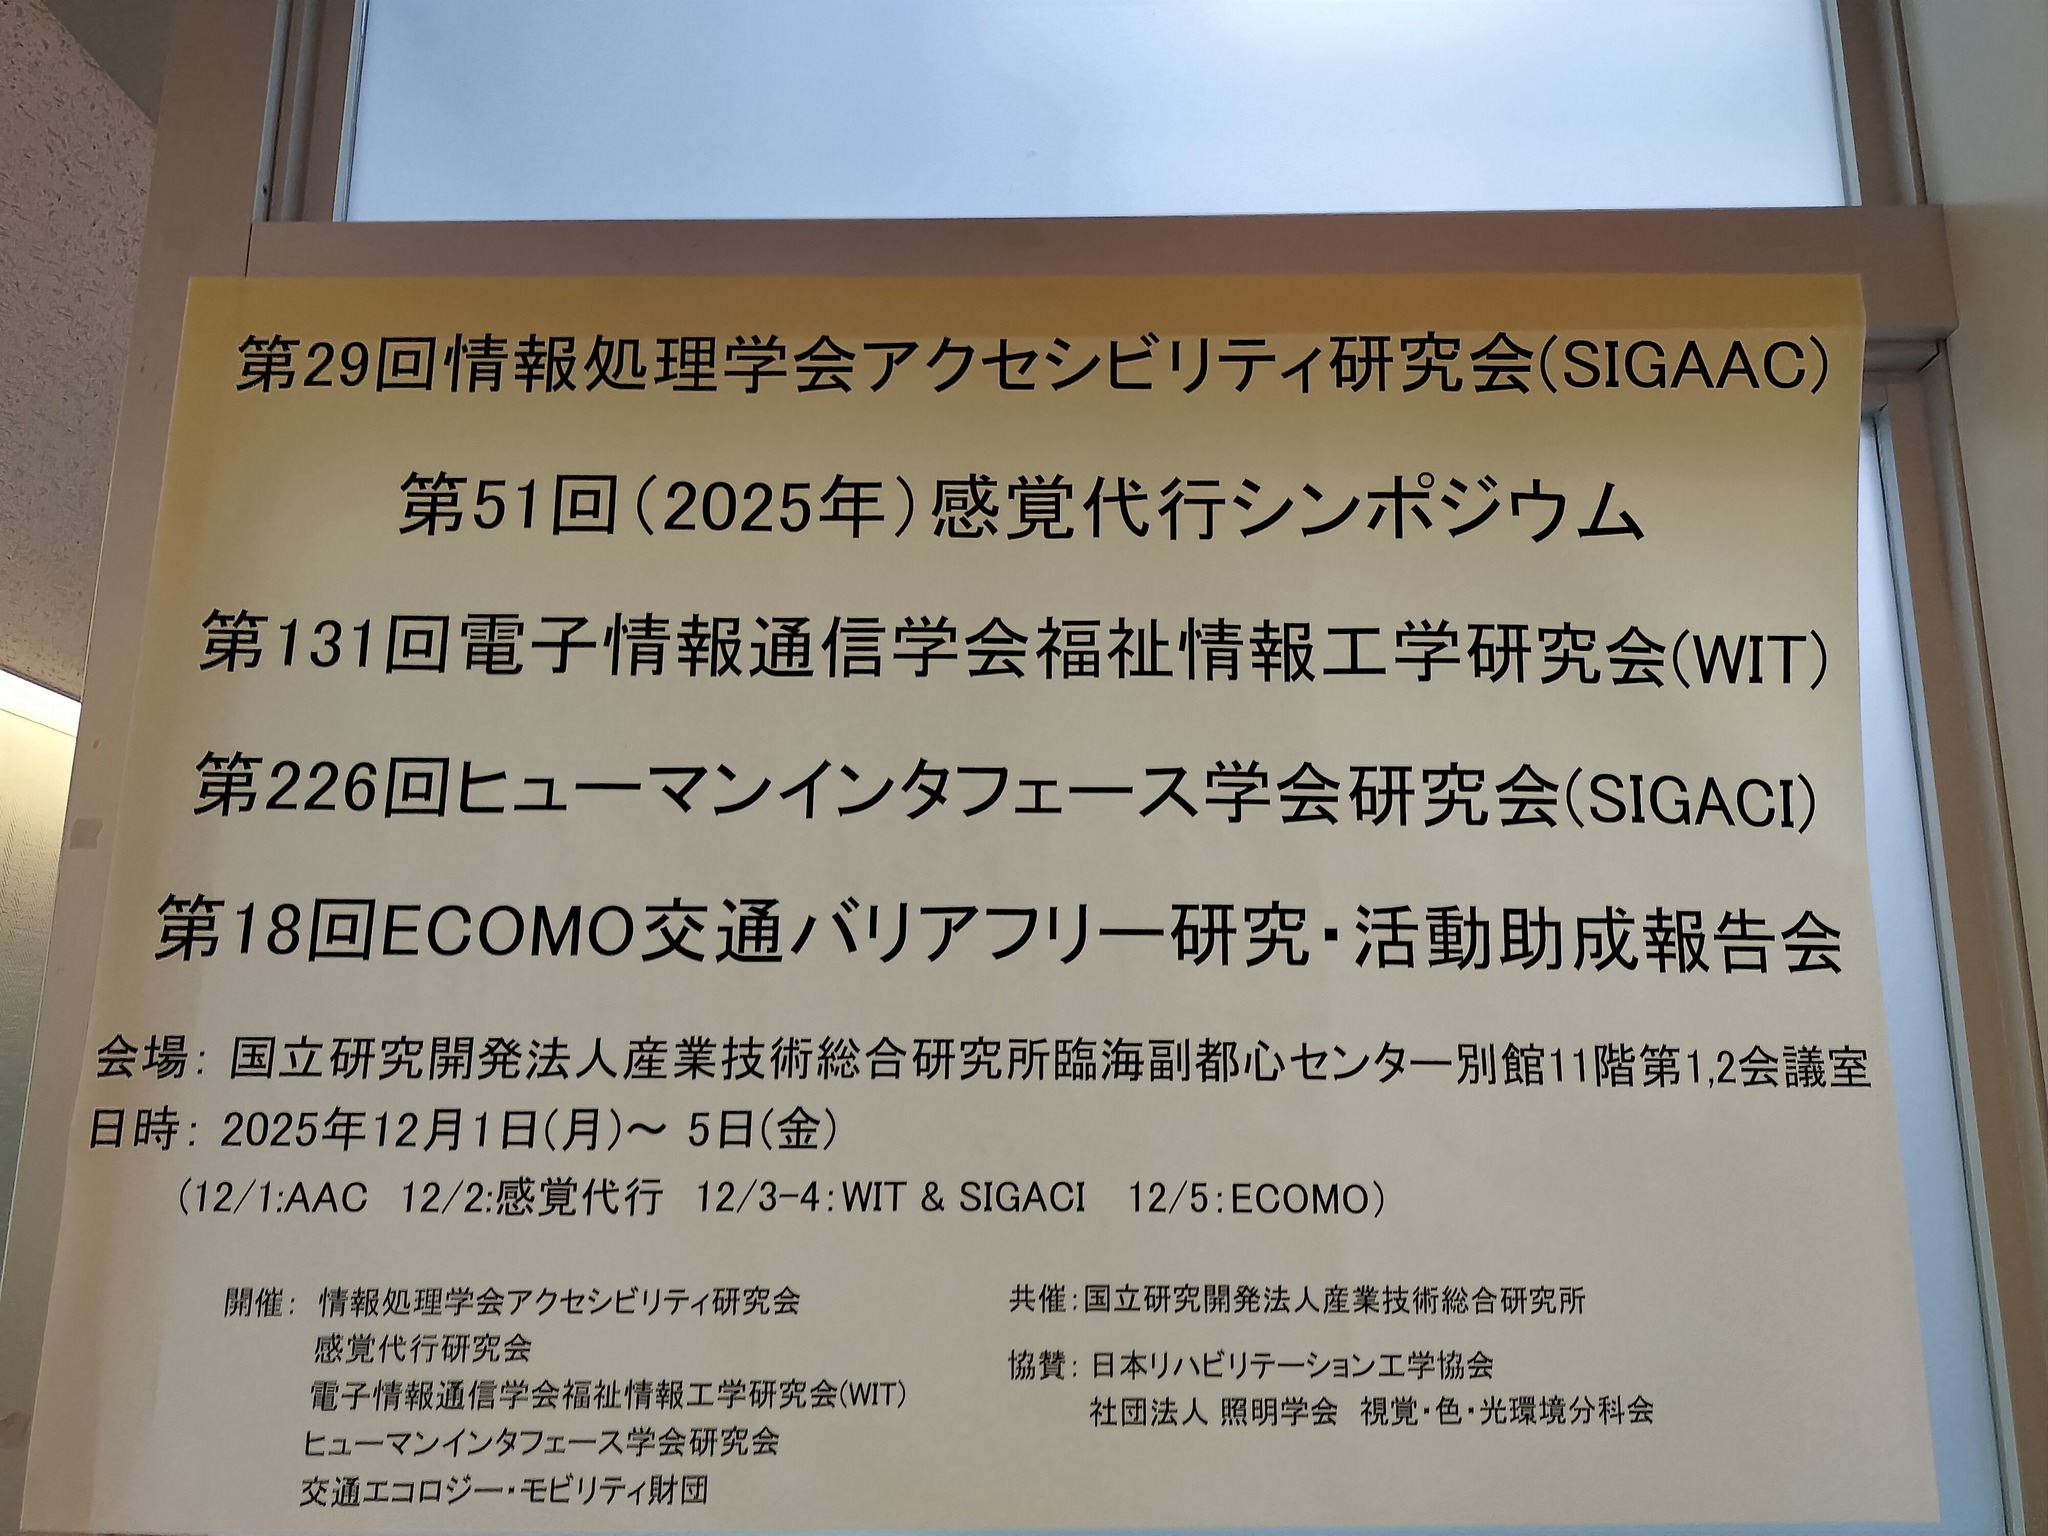 第29回情報処理学会アクセシビリティ研究会(SIGAAC)
第51回(2025年)感覚代行シンポジウム
第131回電子情報通信学会福祉情報工学研究会(WIT)
第226回ヒューマンインタフェース学会研究会(SIGACI)
第18回ECOMO交通バリアフリー研究・活動助成報告会
会場: 国立研究開発法人産業技術総合研究所臨海副都心センター別館11階第1,2会議室
日時: 2025年12月1日(月)～ 5日(金)
(12/1:AAC 12/2:感覚代行 12/3-4:WIT & SIGACI 12/5:ECOMO)
開催: 情報処理学会アクセシビリティ研究会
感覚代行研究会
電子情報通信学会福祉情報工学研究会(WIT)
ヒューマンインタフェース学会研究会
交通エコロジー・モビリティ財団
共催:国立研究開発法人産業技術総合研究所
協賛: 日本リハビリテーション工学協会
社団法人 照明学会 視覚・色・光環境分科会